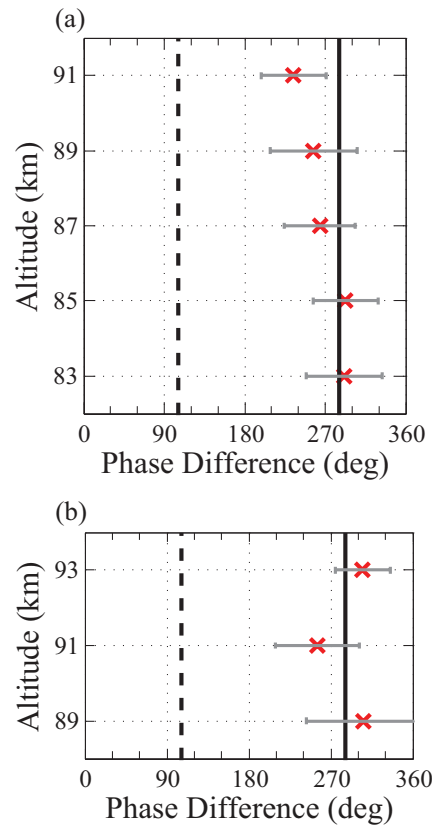 (a)
91
89
87
85
83
Altitude (km)
0 90 180 270 360
Phase Difference (deg)
(b)
93
91
89
Altitude (km)
0 90 180 270 360
Phase Difference (deg)